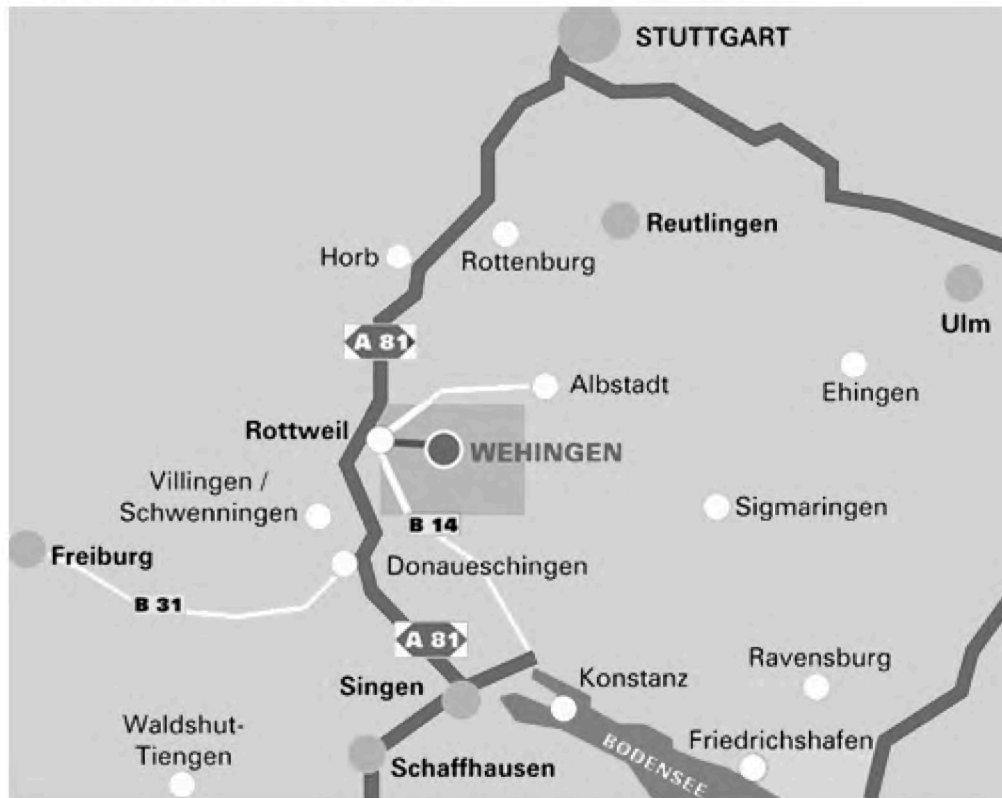 STUTTGART
Reutlingen
Horb
Rottenburg
Ulm
A 81
Albstadt
Ehingen
Rottweil
WEHINGEN
Villingen /
Schwenningen
Sigmaringen
B 14
Freiburg
Donaueschingen
B 31
A 81
Ravensburg
Singen
Konstanz
Waldshut-
Tiengen
Friedrichshafen
Schaffhausen
BODENSEE